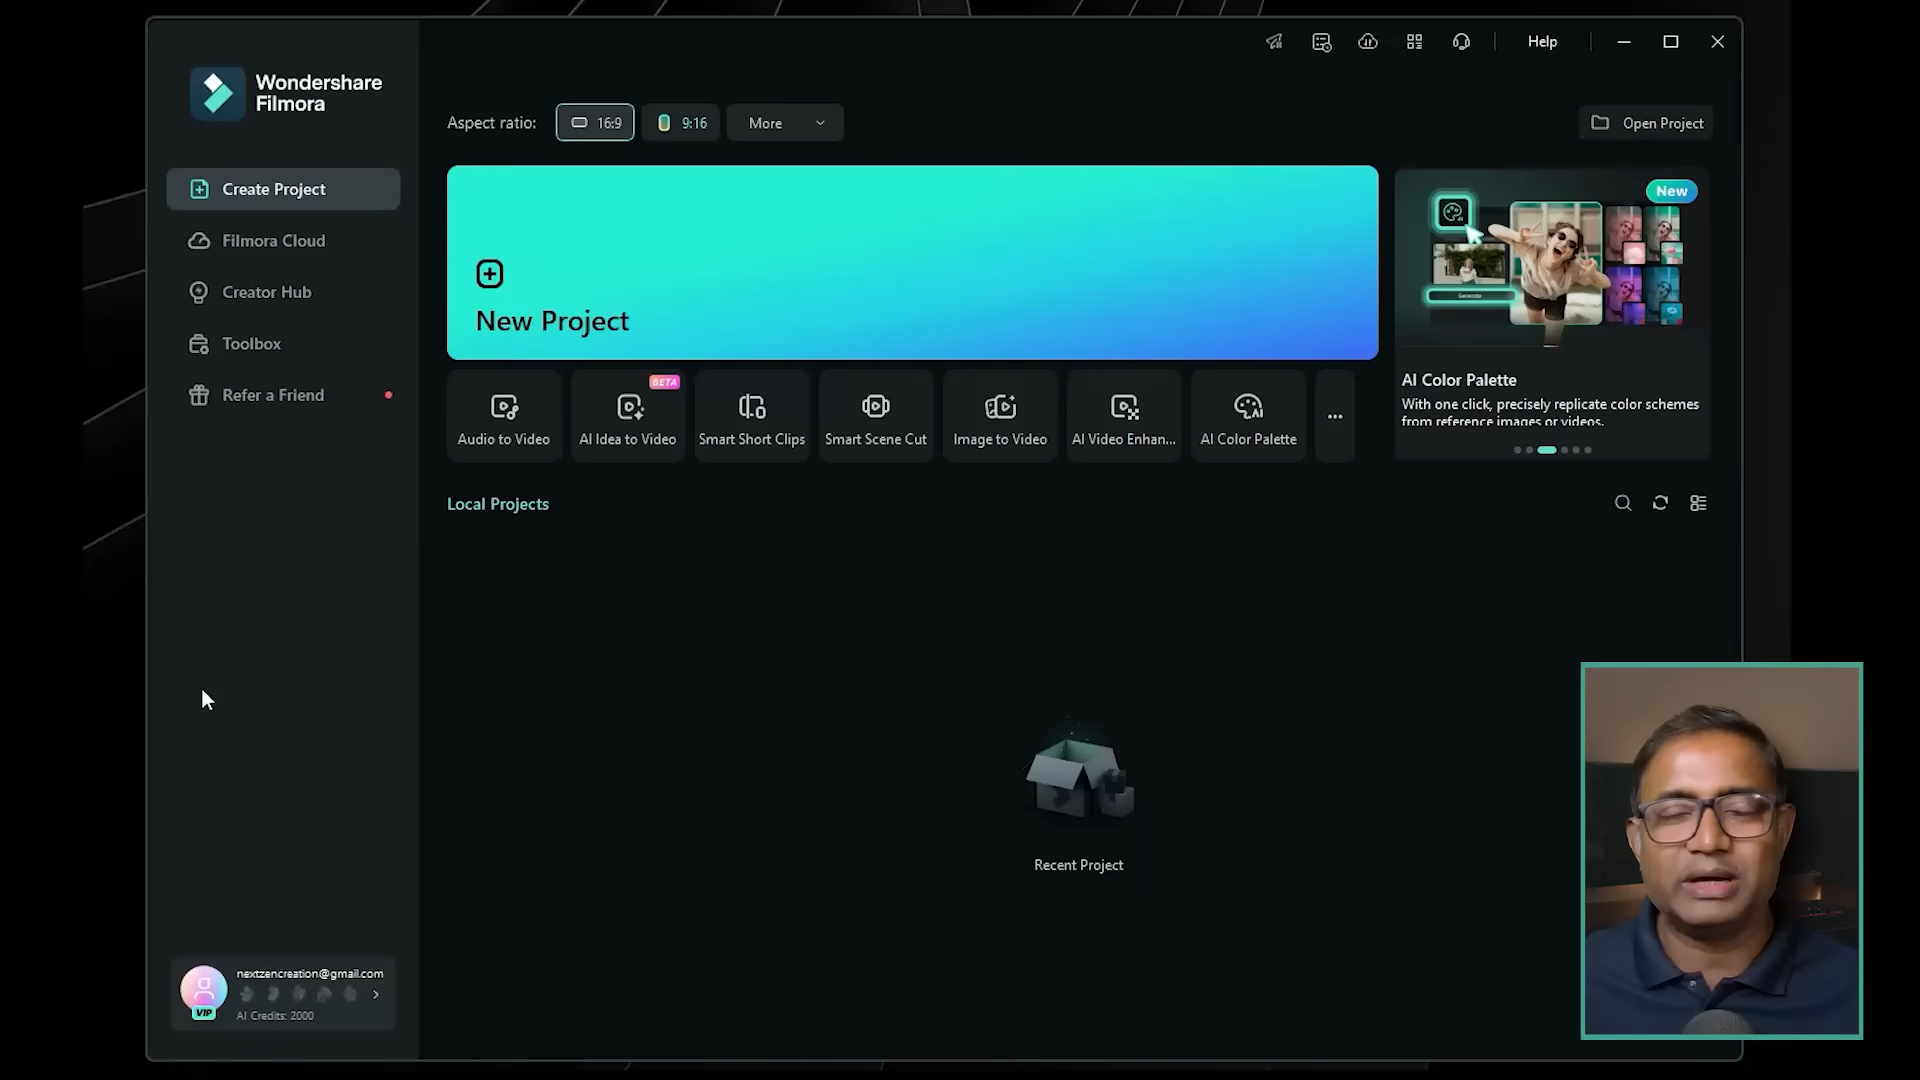 Wondershare
Filmora
Help
Aspect ratio:
16:9
9:16
More
Open Project
Create Project
Filmora Cloud
Creator Hub
Toolbox
Refer a Friend
New Project
New
Generate
AI Color Palette
With one click, precisely replicate color schemes
from reference images or videos.
Audio to Video
BETA
AI Idea to Video
Smart Short Clips
Smart Scene Cut
Image to Video
AI Video Enhan...
AI Color Palette
...
Local Projects
Recent Project
nextzencreation@gmail.com
VIP
AI Credits: 2000